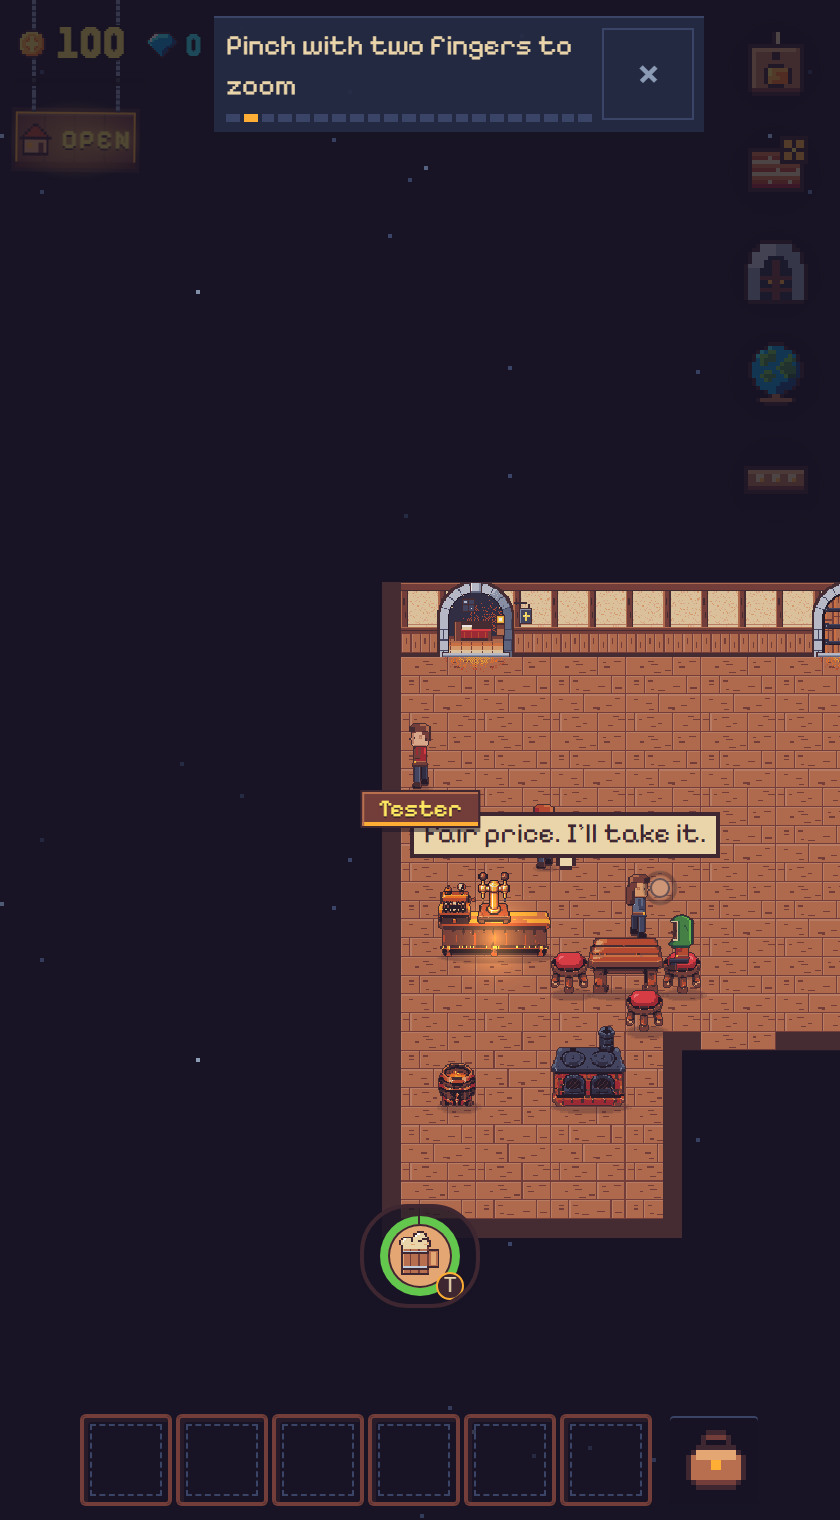 100
0
Pinch with two fingers to
zoom
×
OPEN
Tester
Fair price. I'll take it.
T